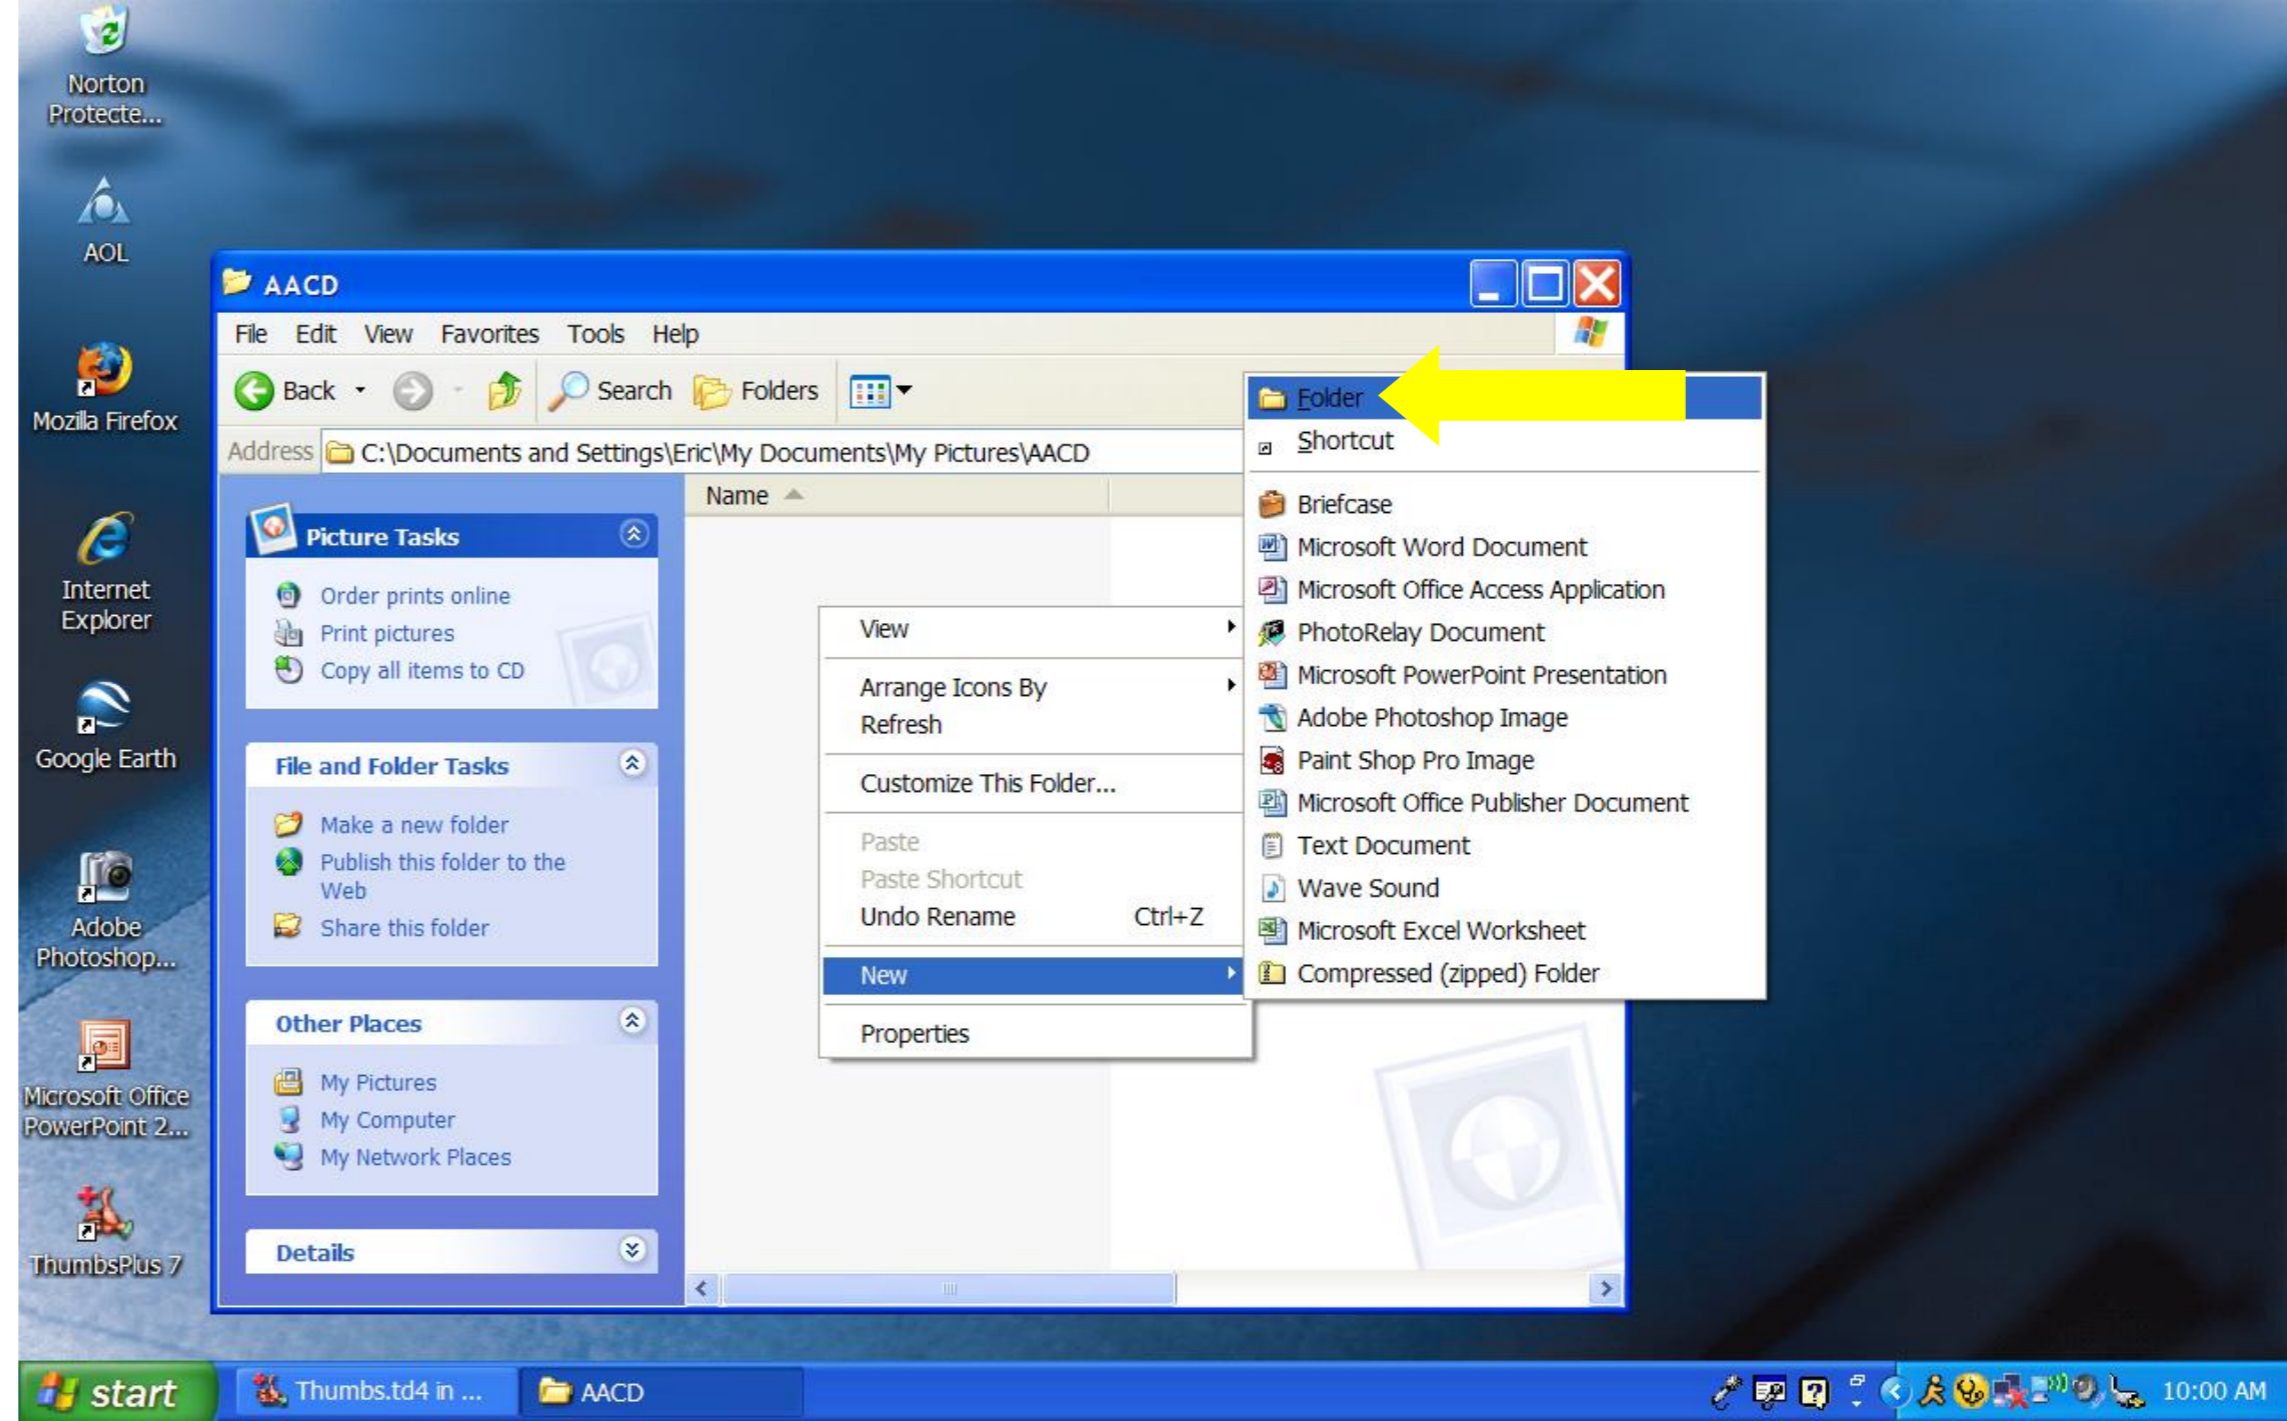 Norton
Protecte...
AOL
Mozilla Firefox
Internet
Explorer
Google Earth
Adobe
Photoshop...
Microsoft Office
PowerPoint 2...
ThumbsPlus 7
AACD
File Edit View Favorites Tools Help
Back Search Folders
Address C:\Documents and Settings\Eric\My Documents\My Pictures\AACD
Name
Picture Tasks
Order prints online
Print pictures
Copy all items to CD
File and Folder Tasks
Make a new folder
Publish this folder to the
Web
Share this folder
Other Places
My Pictures
My Computer
My Network Places
Details
View
Arrange Icons By
Refresh
Customize This Folder...
Paste
Paste Shortcut
Undo Rename Ctrl+Z
New
Properties
Folder
Shortcut
Briefcase
Microsoft Word Document
Microsoft Office Access Application
PhotoRelay Document
Microsoft PowerPoint Presentation
Adobe Photoshop Image
Paint Shop Pro Image
Microsoft Office Publisher Document
Text Document
Wave Sound
Microsoft Excel Worksheet
Compressed (zipped) Folder
start Thumbs.td4 in ... AACD 10:00 AM